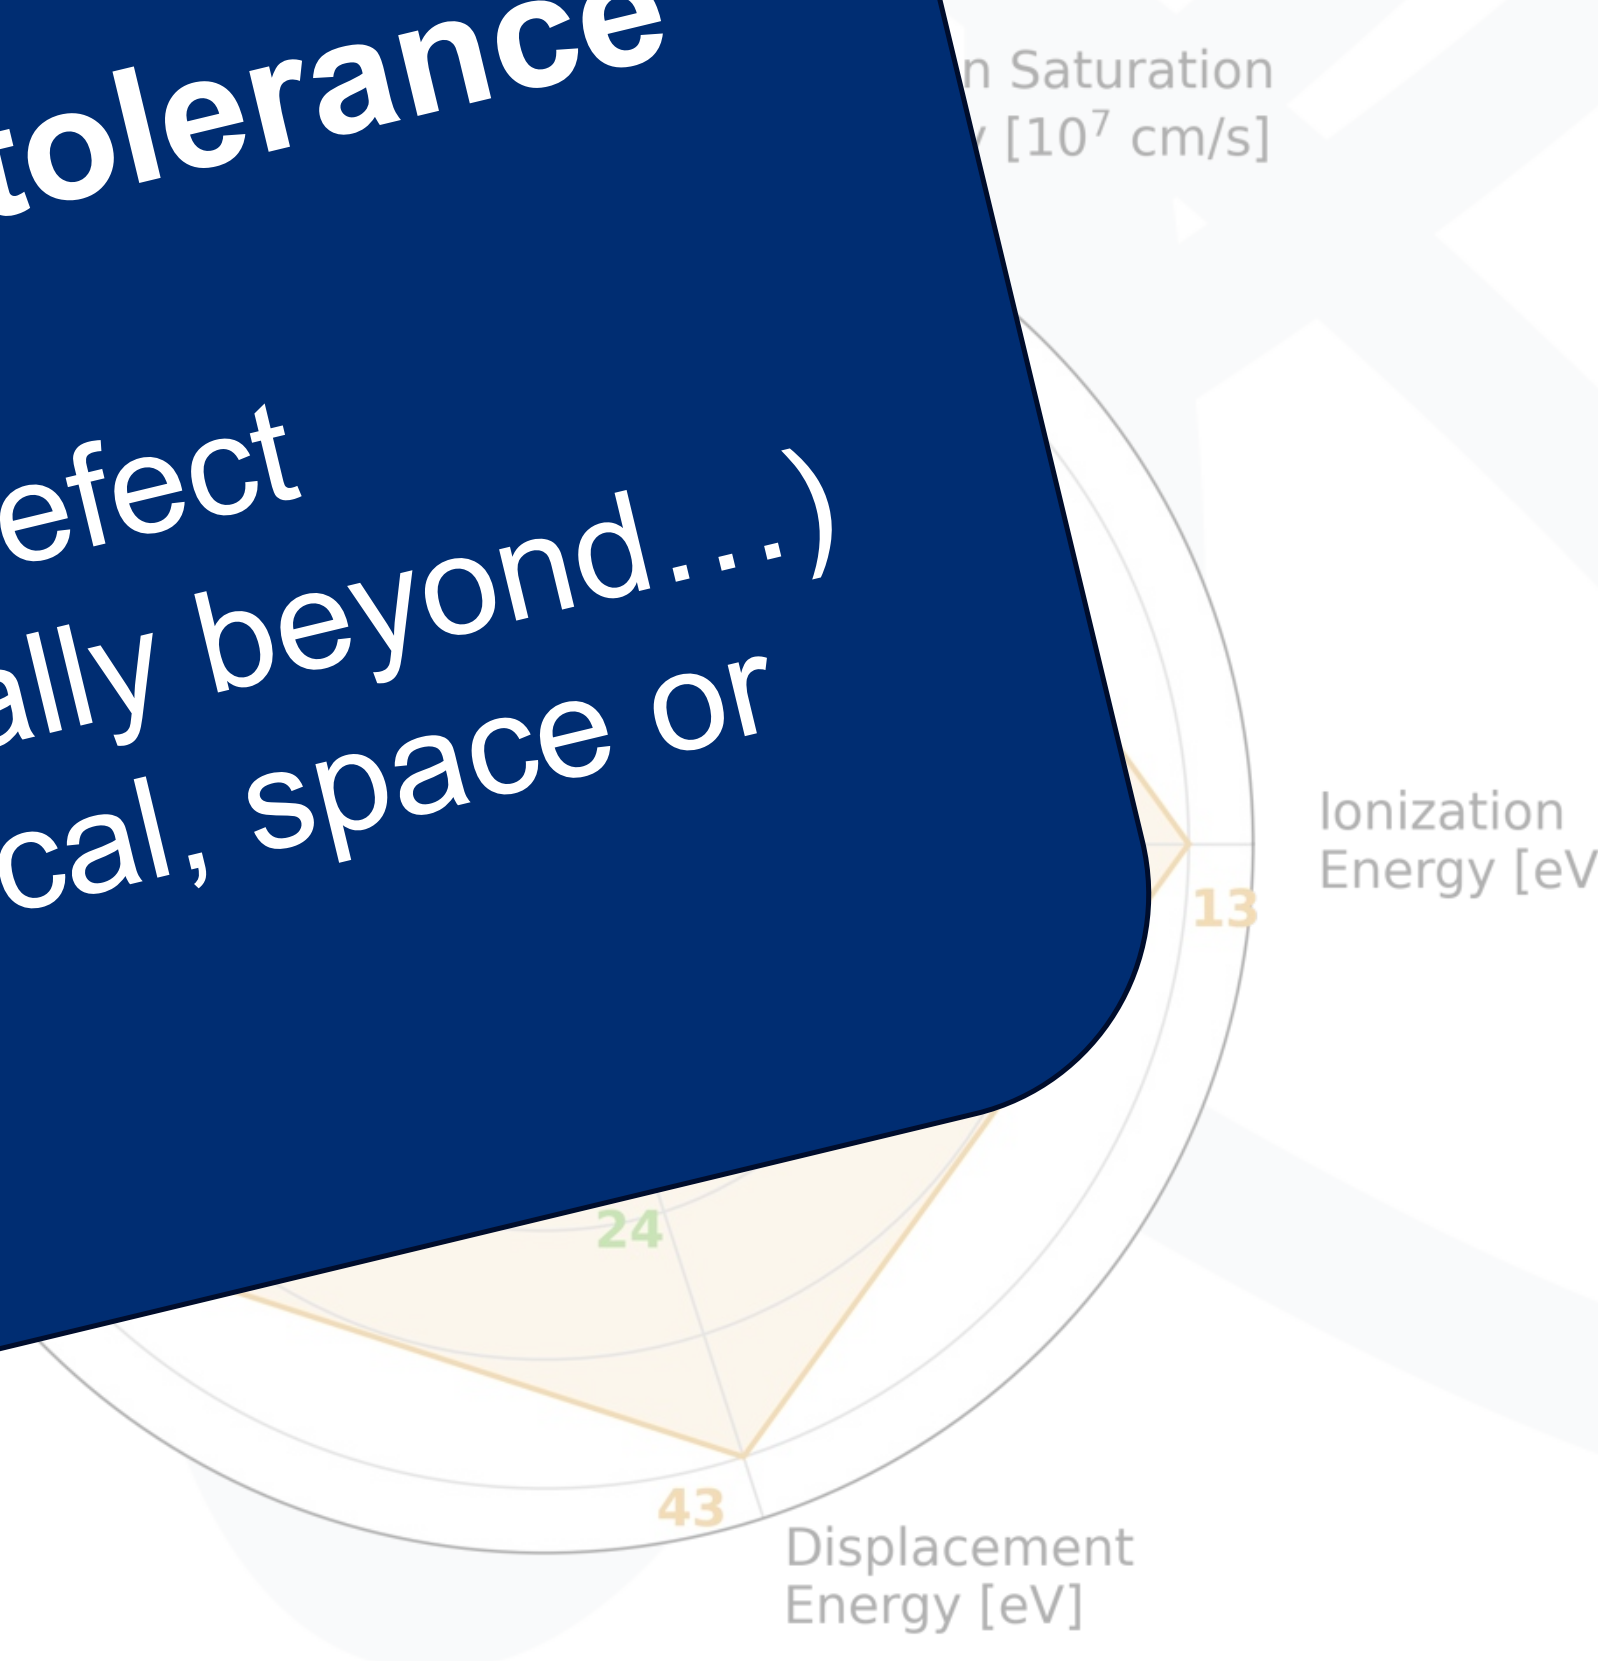 tolerance
efect
ally beyond...)
cal, space or
n Saturation
y [10⁷ cm/s]
Ionization
Energy [eV
13
24
43
Displacement
Energy [eV]